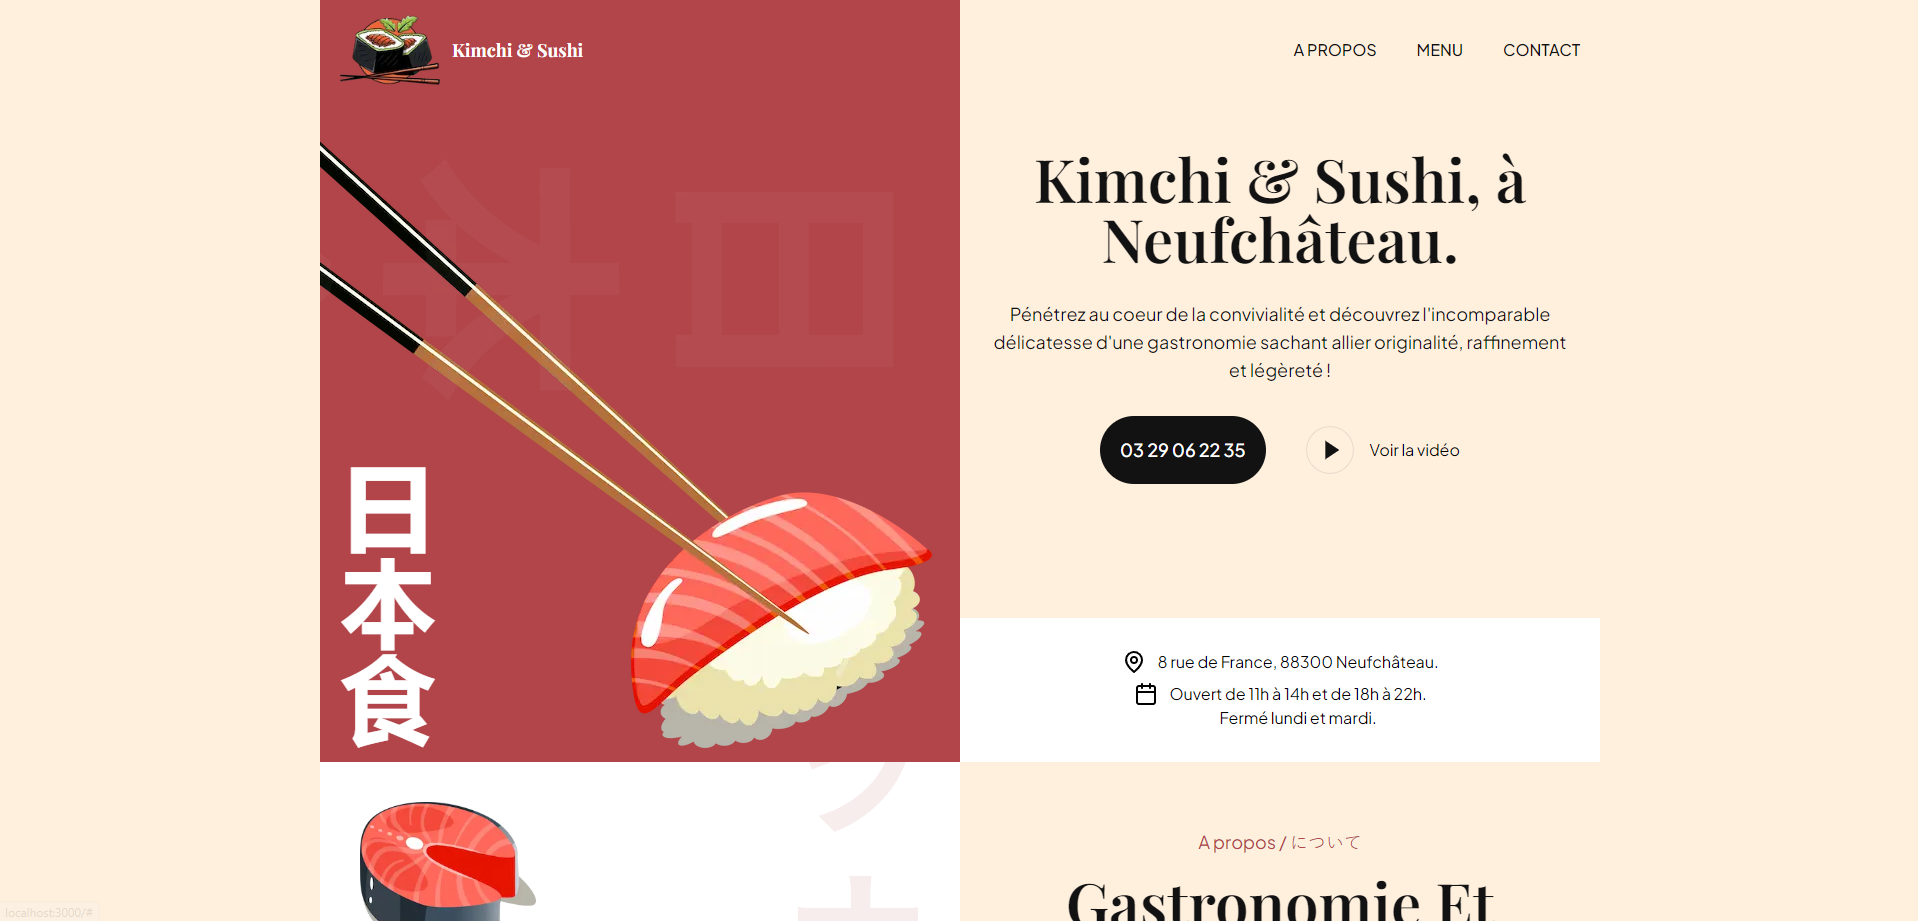 Kimchi & Sushi
A PROPOS MENU CONTACT
Kimchi & Sushi, à
Neufchâteau.
Pénétrez au coeur de la convivialité et découvrez l'incomparable
délicatesse d'une gastronomie sachant allier originalité, raffinement
et légèreté !
03 29 06 22 35
Voir la vidéo
日本食
8 rue de France, 88300 Neufchâteau.
Ouvert de 11h à 14h et de 18h à 22h.
Fermé lundi et mardi.
A propos / について
Gastronomie Et
localhost:3000/#